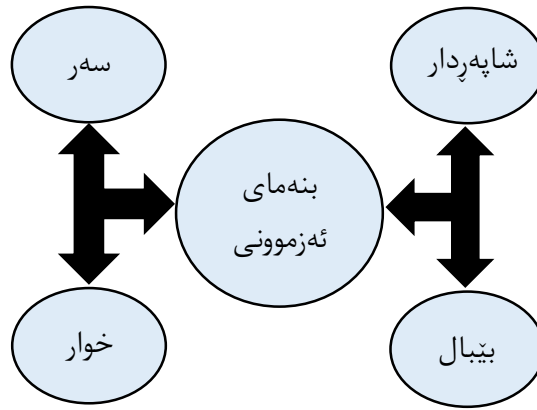 شاپەڕدار
سەر
بنەمای
ئەزموونی
بێبال
خوار